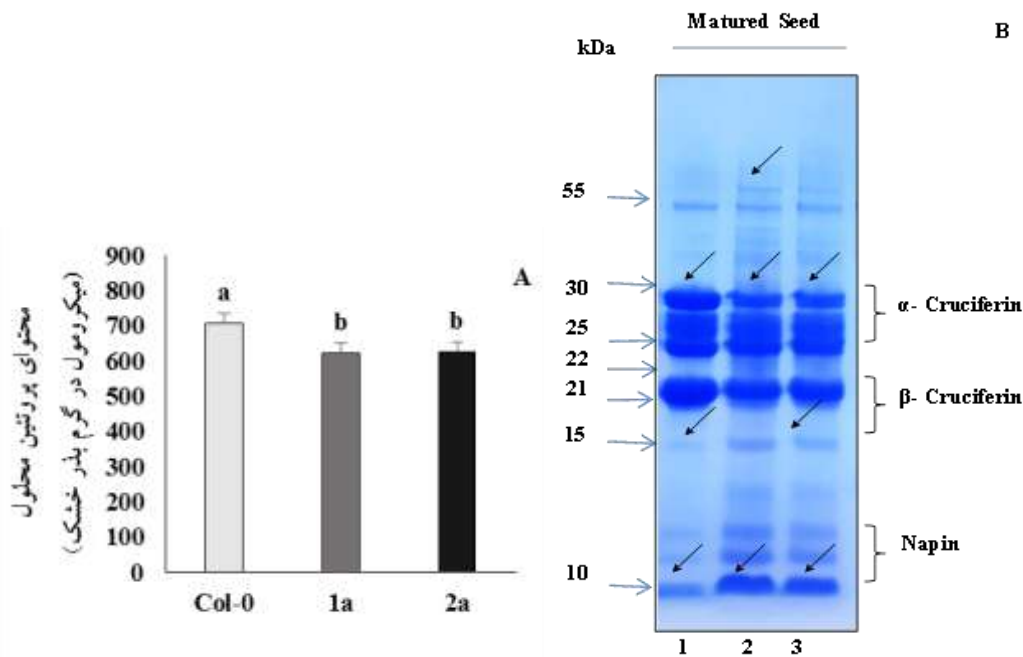 Matured Seed
B
kDa
55
30
25
22
21
15
10
α- Cruciferin
β- Cruciferin
Napin
1 2 3
A
محتوای پروتئین محلول
(میکرومول در گرم بذر خشک)
900
800
700
600
500
400
300
200
100
0
a
b
b
Col-0 1a 2a